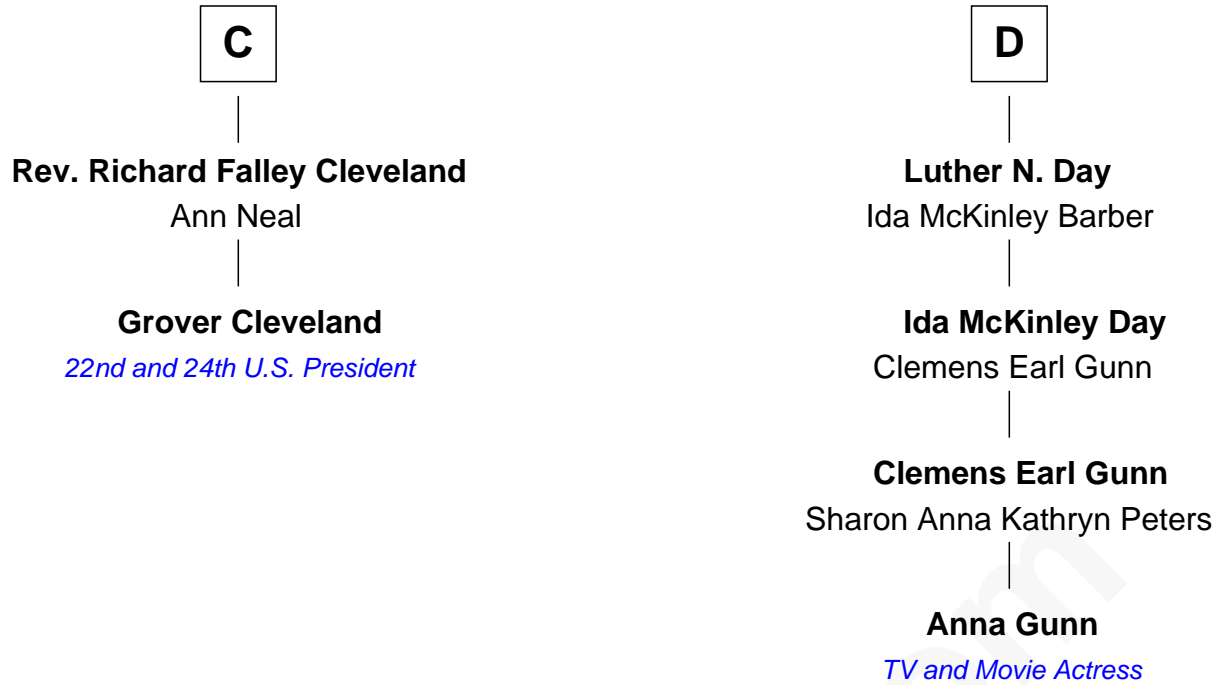 C
Rev. Richard Falley Cleveland
Ann Neal
Grover Cleveland
22nd and 24th U.S. President
D
Luther N. Day
Ida McKinley Barber
Ida McKinley Day
Clemens Earl Gunn
Clemens Earl Gunn
Sharon Anna Kathryn Peters
Anna Gunn
TV and Movie Actress